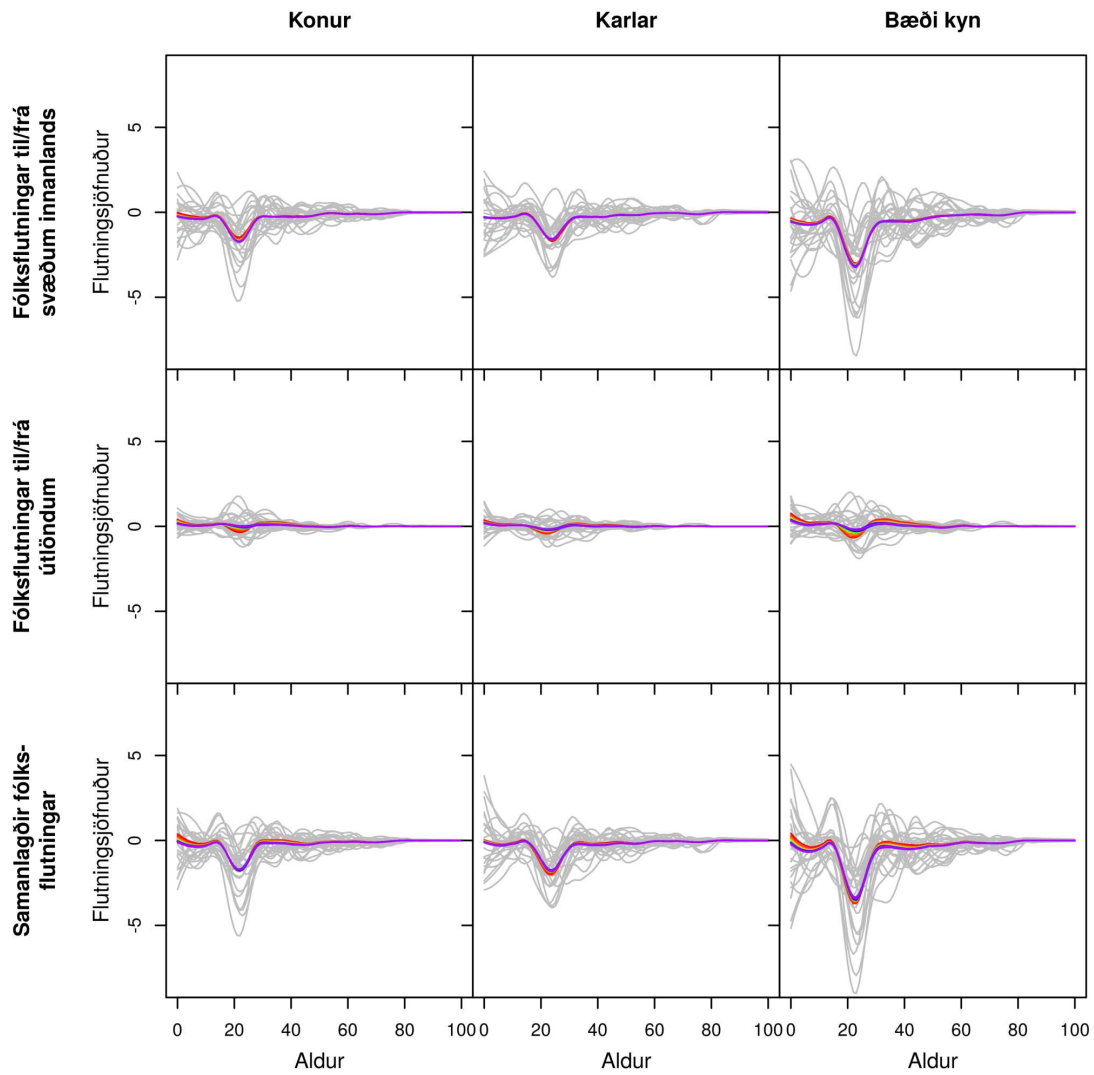 Konur
Karlar
Bæði kyn
Fólksflutningar til/frá
svæðum innanlands
Flutningsjöfnuður
5
0
-5
Fólksflutningar til/frá
útlöndum
Flutningsjöfnuður
5
0
-5
Samanlagðir fólks-
flutningar
Flutningsjöfnuður
5
0
-5
0 20 40 60 80 100
0 20 40 60 80 100
0 20 40 60 80 100
Aldur
Aldur
Aldur